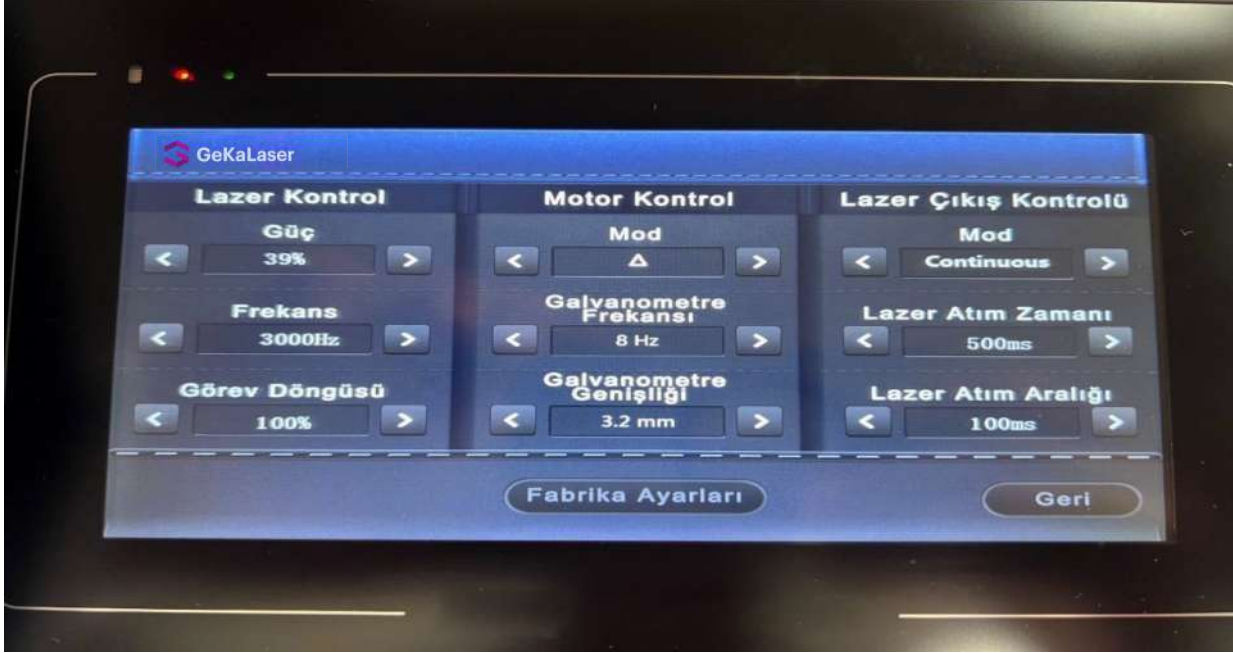 GeKaLaser
Lazer Kontrol
Güç
39%
Frekans
3000Hz
Görev Döngüsü
100%
Motor Kontrol
Mod
Δ
Galvanometre
Frekansı
8 Hz
Galvanometre
Genişliği
3.2 mm
Lazer Çıkış Kontrolü
Mod
Continuous
Lazer Atım Zamanı
500ms
Lazer Atım Aralığı
100ms
Fabrika Ayarları
Geri